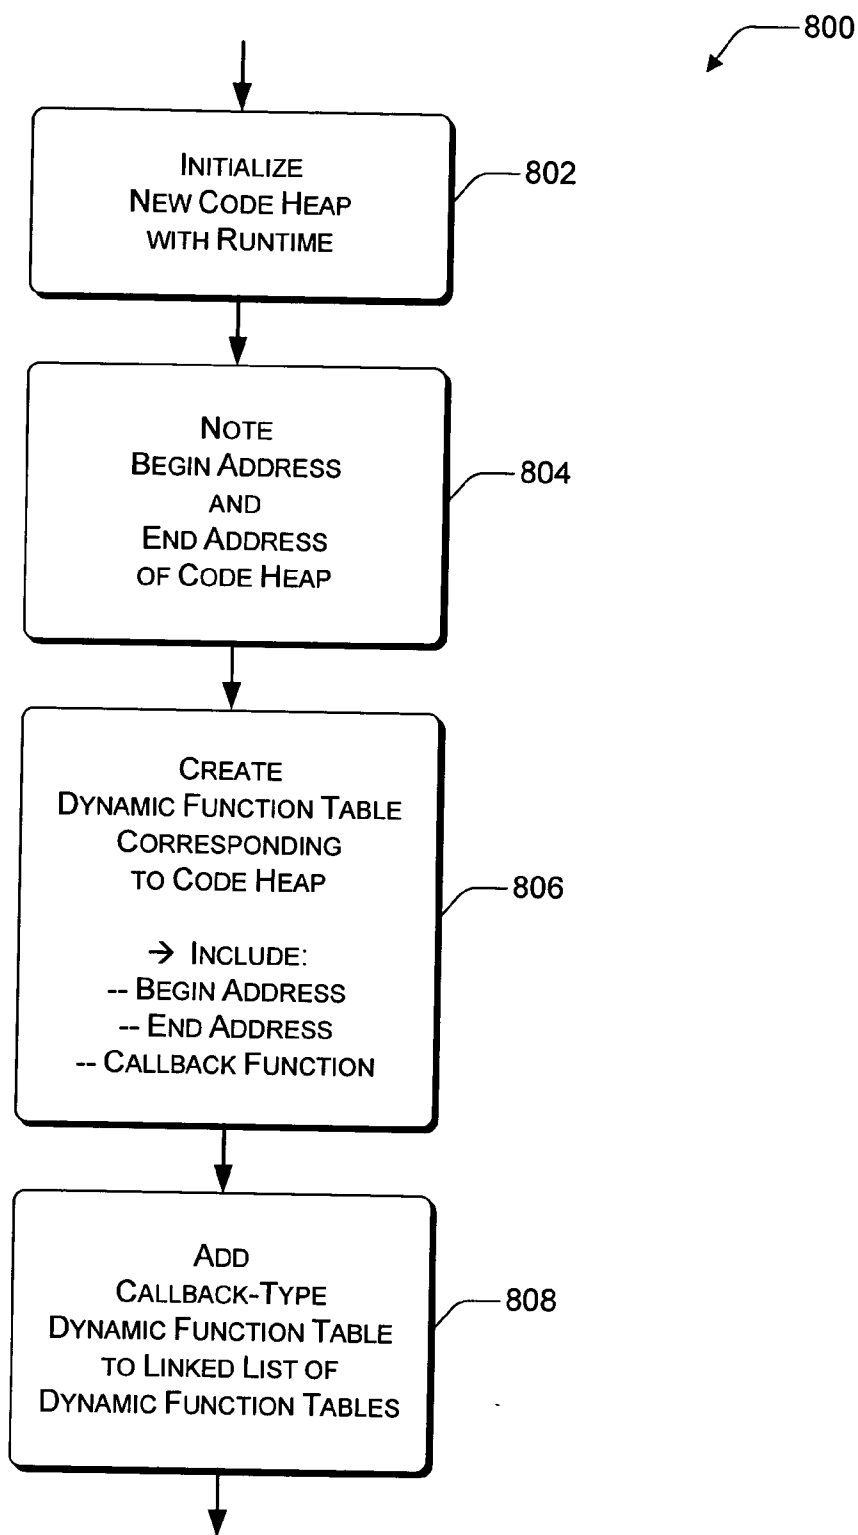 800
INITIALIZE
NEW CODE HEAP
WITH RUNTIME
802
NOTE
BEGIN ADDRESS
AND
END ADDRESS
OF CODE HEAP
804
CREATE
DYNAMIC FUNCTION TABLE
CORRESPONDING
TO CODE HEAP
→ INCLUDE:
-- BEGIN ADDRESS
-- END ADDRESS
-- CALLBACK FUNCTION
806
ADD
CALLBACK-TYPE
DYNAMIC FUNCTION TABLE
TO LINKED LIST OF
DYNAMIC FUNCTION TABLES
808